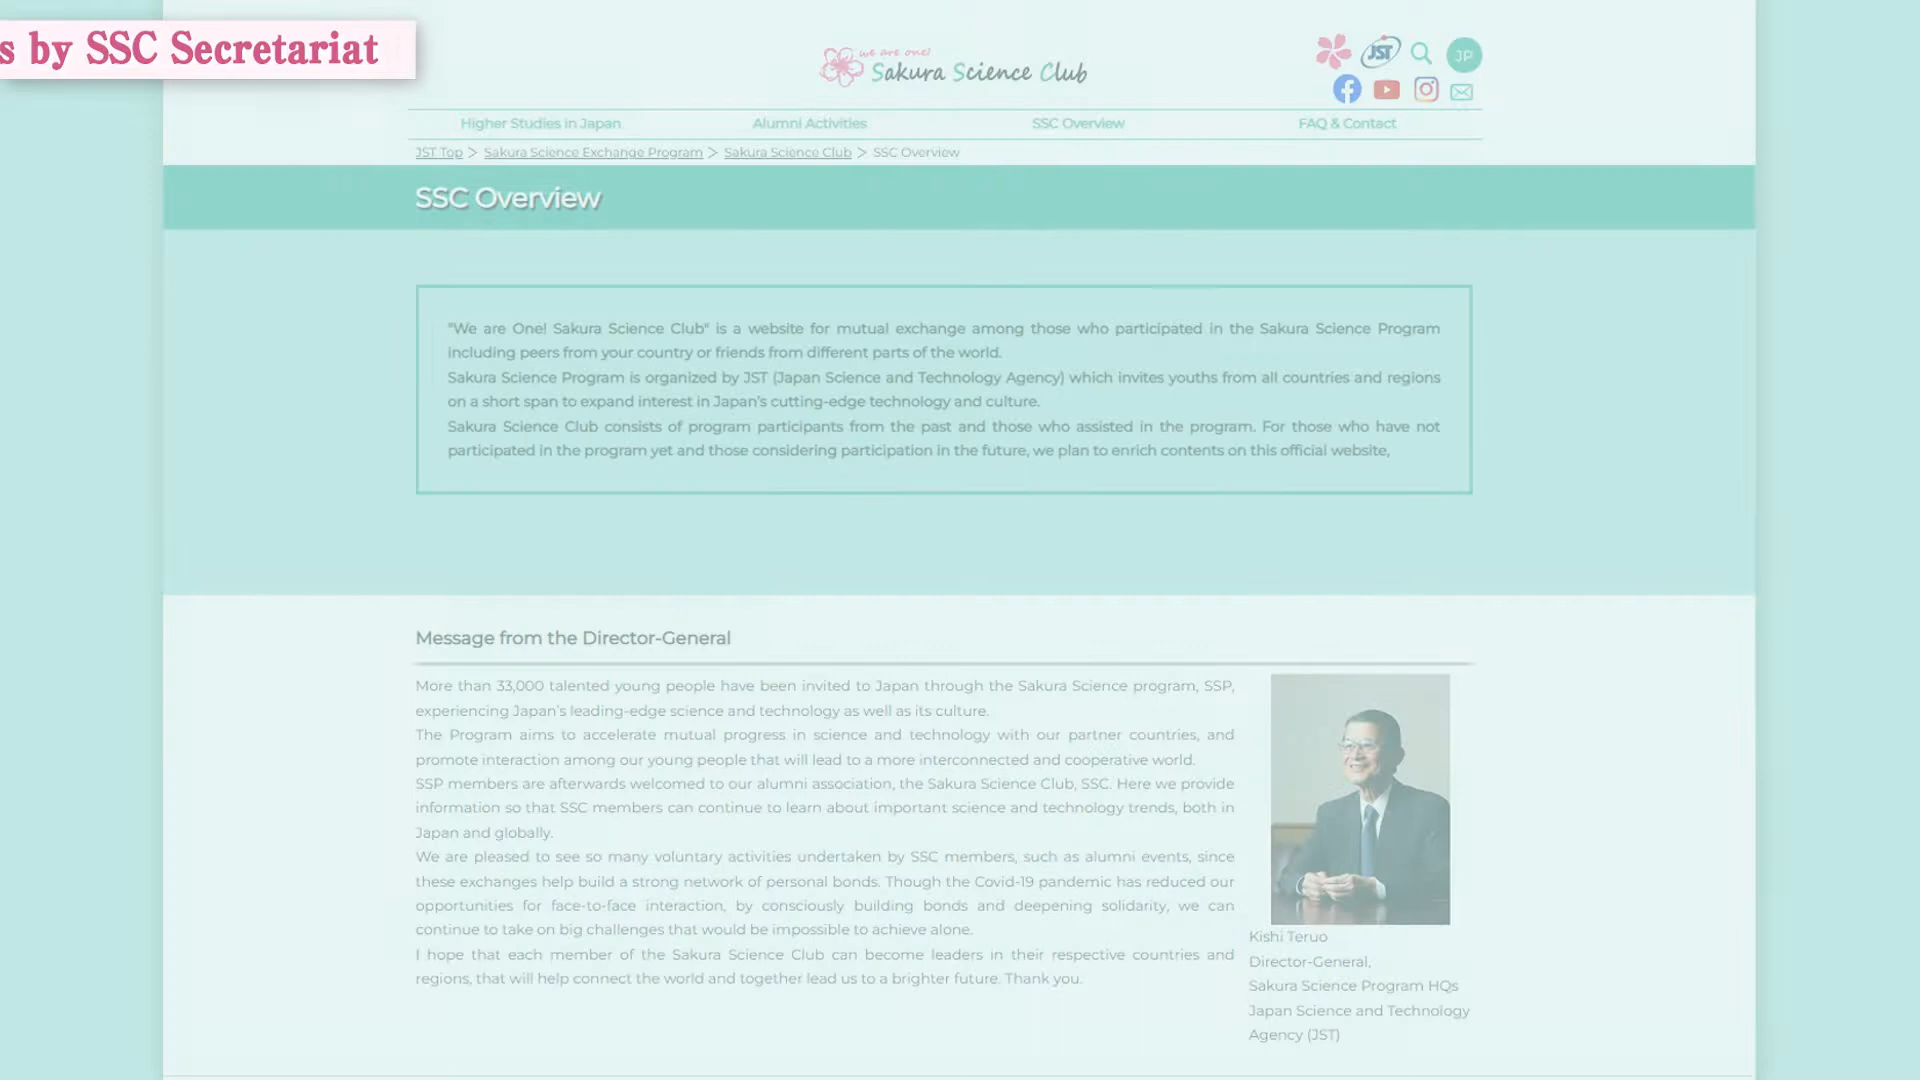 s by SSC Secretariat
we are one!
Sakura Science Club
JST
JP
Higher Studies in Japan
Alumni Activities
SSC Overview
FAQ & Contact
JST Top > Sakura Science Exchange Program > Sakura Science Club > SSC Overview
SSC Overview
"We are One! Sakura Science Club" is a website for mutual exchange among those who participated in the Sakura Science Program
including peers from your country or friends from different parts of the world.
Sakura Science Program is organized by JST (Japan Science and Technology Agency) which invites youths from all countries and regions
on a short span to expand interest in Japan's cutting-edge technology and culture.
Sakura Science Club consists of program participants from the past and those who assisted in the program. For those who have not
participated in the program yet and those considering participation in the future, we plan to enrich contents on this official website,
Message from the Director-General
More than 33,000 talented young people have been invited to Japan through the Sakura Science program, SSP,
experiencing Japan's leading-edge science and technology as well as its culture.
The Program aims to accelerate mutual progress in science and technology with our partner countries, and
promote interaction among our young people that will lead to a more interconnected and cooperative world.
SSP members are afterwards welcomed to our alumni association, the Sakura Science Club, SSC. Here we provide
information so that SSC members can continue to learn about important science and technology trends, both in
Japan and globally.
We are pleased to see so many voluntary activities undertaken by SSC members, such as alumni events, since
these exchanges help build a strong network of personal bonds. Though the Covid-19 pandemic has reduced our
opportunities for face-to-face interaction, by consciously building bonds and deepening solidarity, we can
continue to take on big challenges that would be impossible to achieve alone.
I hope that each member of the Sakura Science Club can become leaders in their respective countries and
regions, that will help connect the world and together lead us to a brighter future. Thank you.
Kishi Teruo
Director-General,
Sakura Science Program HQs
Japan Science and Technology
Agency (JST)